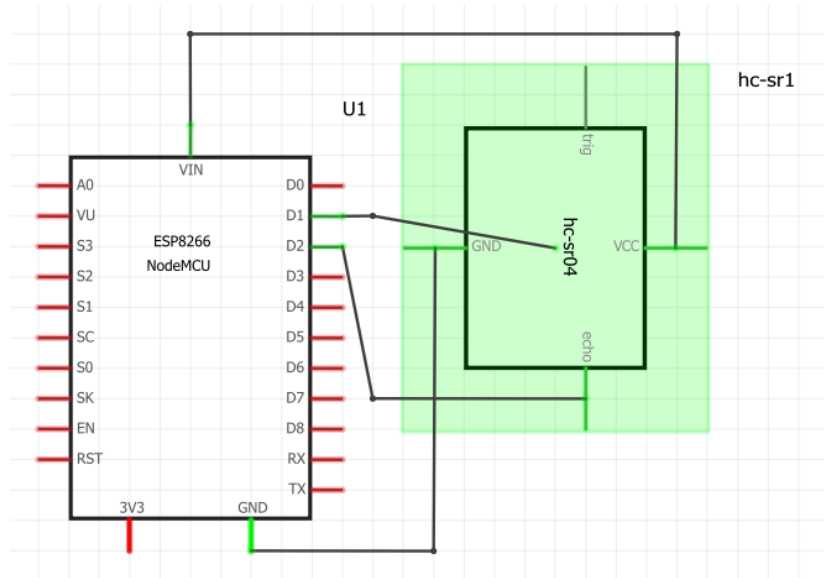 hc-sr1
U1
trig
VIN
A0
D0
VU
D1
ESP8266
NodeMCU
S3
D2
GND
hc-sr04
VCC
S2
D3
S1
D4
SC
D5
echo
S0
D6
SK
D7
EN
D8
RST
RX
TX
3V3
GND